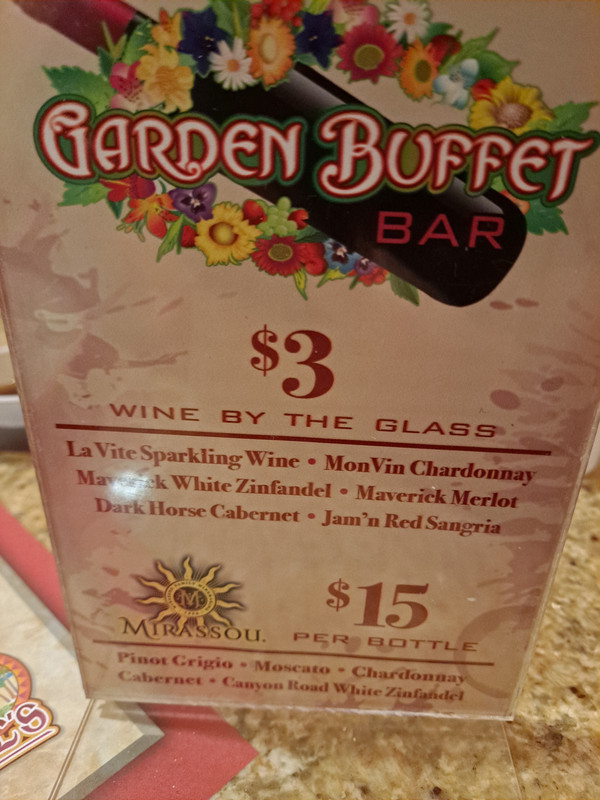 GARDEN BUFFET
BAR
$3
WINE BY THE GLASS
La Vite Sparkling Wine • MonVin Chardonnay
Maverick White Zinfandel • Maverick Merlot
Dark Horse Cabernet • Jam'n Red Sangria
M
MIRASSOU.
$15
PER BOTTLE
Pinot Grigio • Moscato • Chardonnay
Cabernet • Canyon Road White Zinfandel
E'S